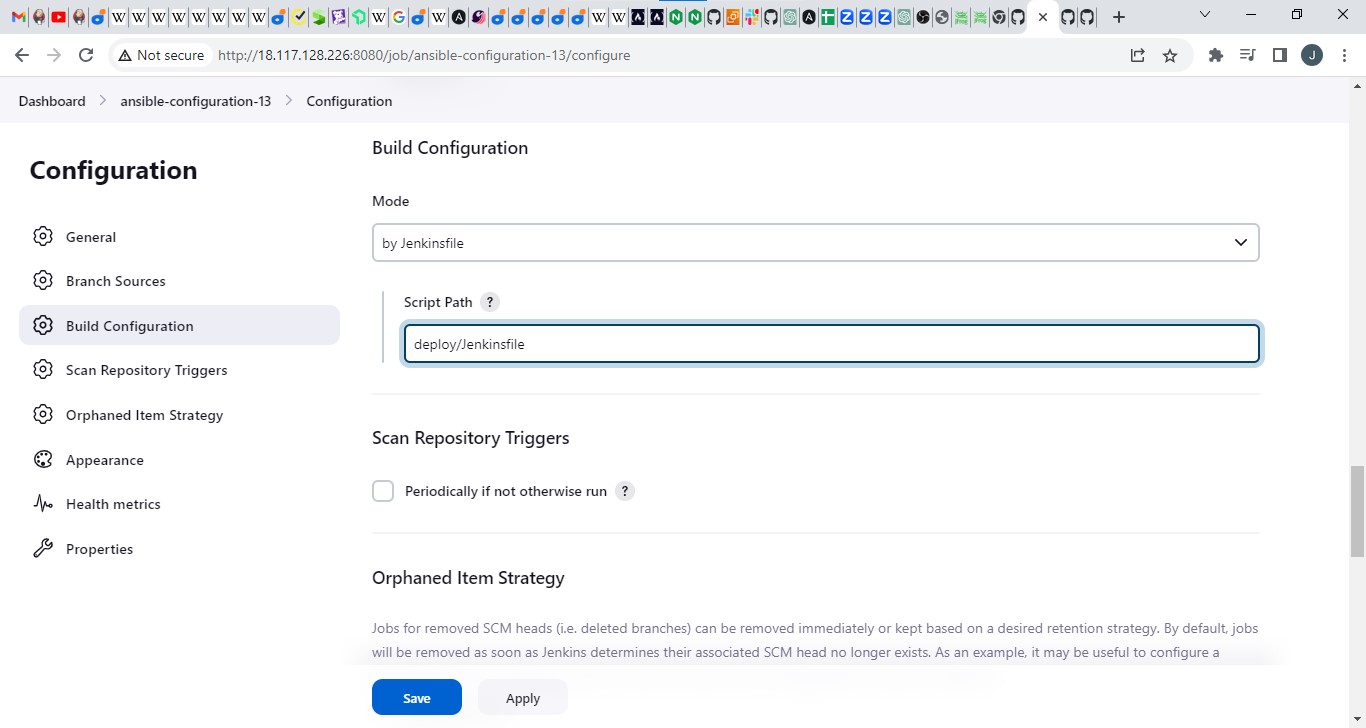 Not secure
http://18.117.128.226:8080/job/ansible-configuration-13/configure
J
Dashboard
ansible-configuration-13
Configuration
Configuration
General
Branch Sources
Build Configuration
Scan Repository Triggers
Orphaned Item Strategy
Appearance
Health metrics
Properties
Build Configuration
Mode
by Jenkinsfile
Script Path ?
deploy/Jenkinsfile
Scan Repository Triggers
Periodically if not otherwise run ?
Orphaned Item Strategy
Jobs for removed SCM heads (i.e. deleted branches) can be removed immediately or kept based on a desired retention strategy. By default, jobs
will be removed as soon as Jenkins determines their associated SCM head no longer exists. As an example, it may be useful to configure a
Save
Apply